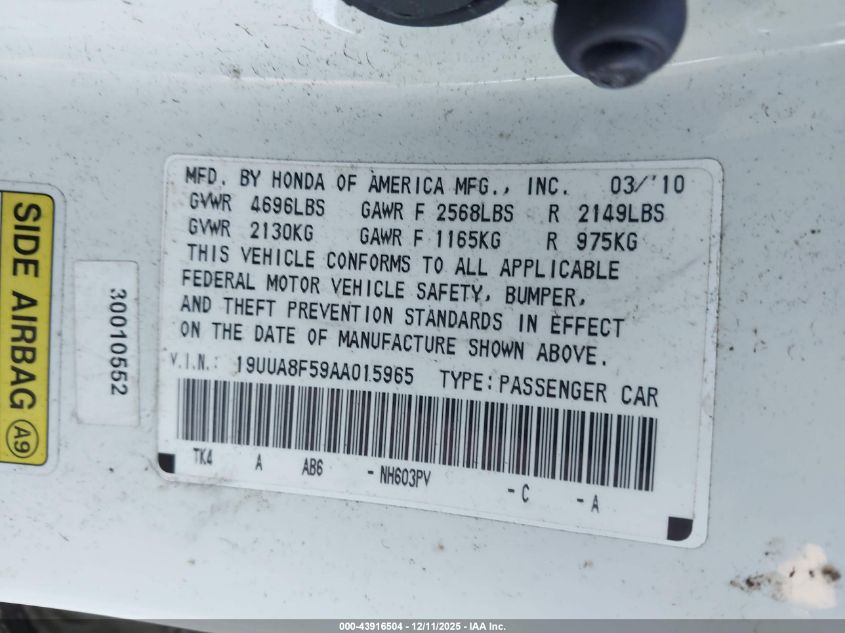 MFD. BY HONDA OF AMERICA MFG., INC. 03/'10
GVWR 4696LBS GAWR F 2568LBS R 2149LBS
GVWR 2130KG GAWR F 1165KG R 975KG
THIS VEHICLE CONFORMS TO ALL APPLICABLE
FEDERAL MOTOR VEHICLE SAFETY, BUMPER,
AND THEFT PREVENTION STANDARDS IN EFFECT
ON THE DATE OF MANUFACTURE SHOWN ABOVE.
V.I.N.: 19UUA8F59AA015965 TYPE:PASSENGER CAR
TK4 A AB6 -NH603PV -C -A
SIDE AIRBAG A9
30010552
000-43916504 - 12/11/2025 - IAA Inc.